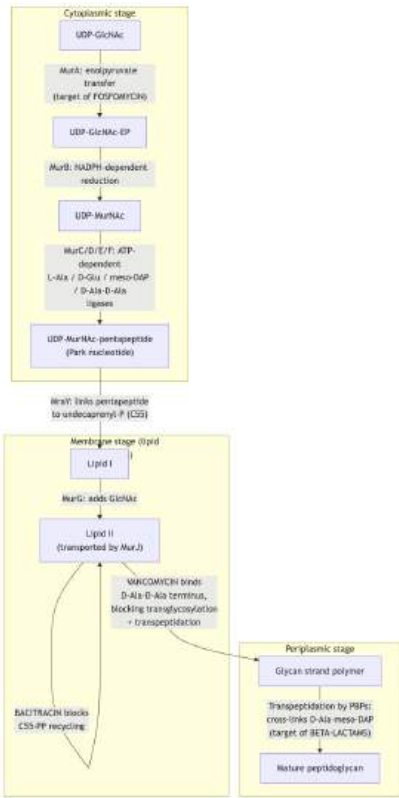 Cytoplasmic stage
UDP-GlcNAc
MurA: enolpyruvate
transfer
(target of FOSFOMYCIN)
UDP-GlcNAc-EP
MurB: NADPH-dependent
reduction
UDP-MurNAc
MurC/D/E/F: ATP-
dependent
L-Ala / D-Glu / meso-DAP
/ D-Ala-D-Ala
ligases
UDP-MurNAc-pentapeptide
(Park nucleotide)
MraY: links pentapeptide
to undecaprenyl-P (C55)
Membrane stage (lipid
)
Lipid I
MurG: adds GlcNAc
Lipid II
(transported by MurJ)
VANCOMYCIN binds
D-Ala-D-Ala terminus,
blocking transglycosylation
+ transpeptidation
BACITRACIN blocks
C55-PP recycling
Periplasmic stage
Glycan strand polymer
Transpeptidation by PBPs:
cross-links D-Ala-meso-DAP
(target of BETA-LACTAMS)
Mature peptidoglycan